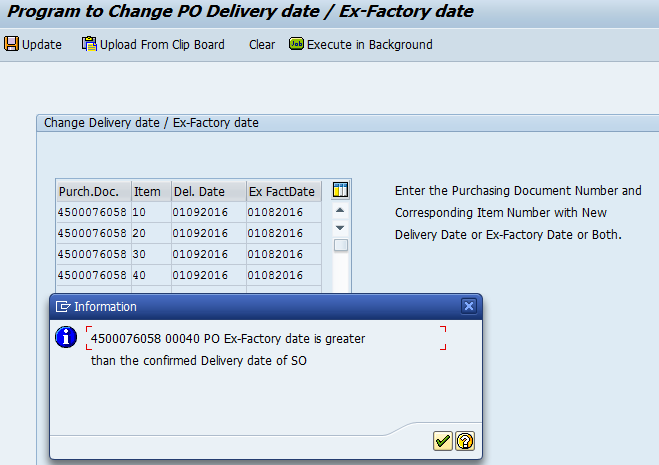 Program to Change PO Delivery date / Ex-Factory date
Update Upload From Clip Board Clear Job Execute in Background
Change Delivery date / Ex-Factory date
Purch.Doc. Item Del. Date Ex FactDate
4500076058 10 01092016 01082016
4500076058 20 01092016 01082016
4500076058 30 01092016 01082016
4500076058 40 01092016 01082016
Enter the Purchasing Document Number and
Corresponding Item Number with New
Delivery Date or Ex-Factory Date or Both.
Information
4500076058 00040 PO Ex-Factory date is greater
than the confirmed Delivery date of SO